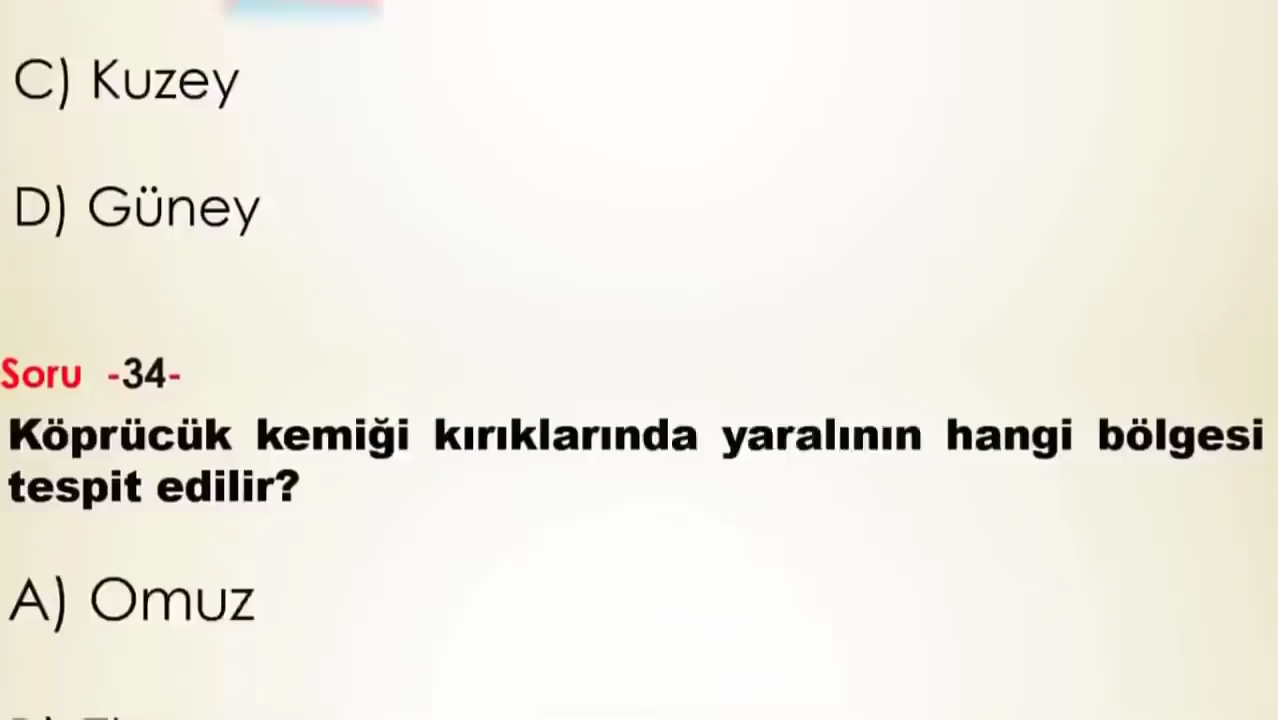 C) Kuzey
D) Güney
Soru -34-
Köprücük kemiği kırıklarında yaralının hangi bölgesi
tespit edilir?
A) Omuz